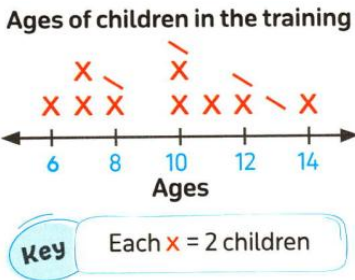 Ages of children in the training
X \ X
X X X X X X \ X
6 8 10 12 14
Ages
Key Each x = 2 children